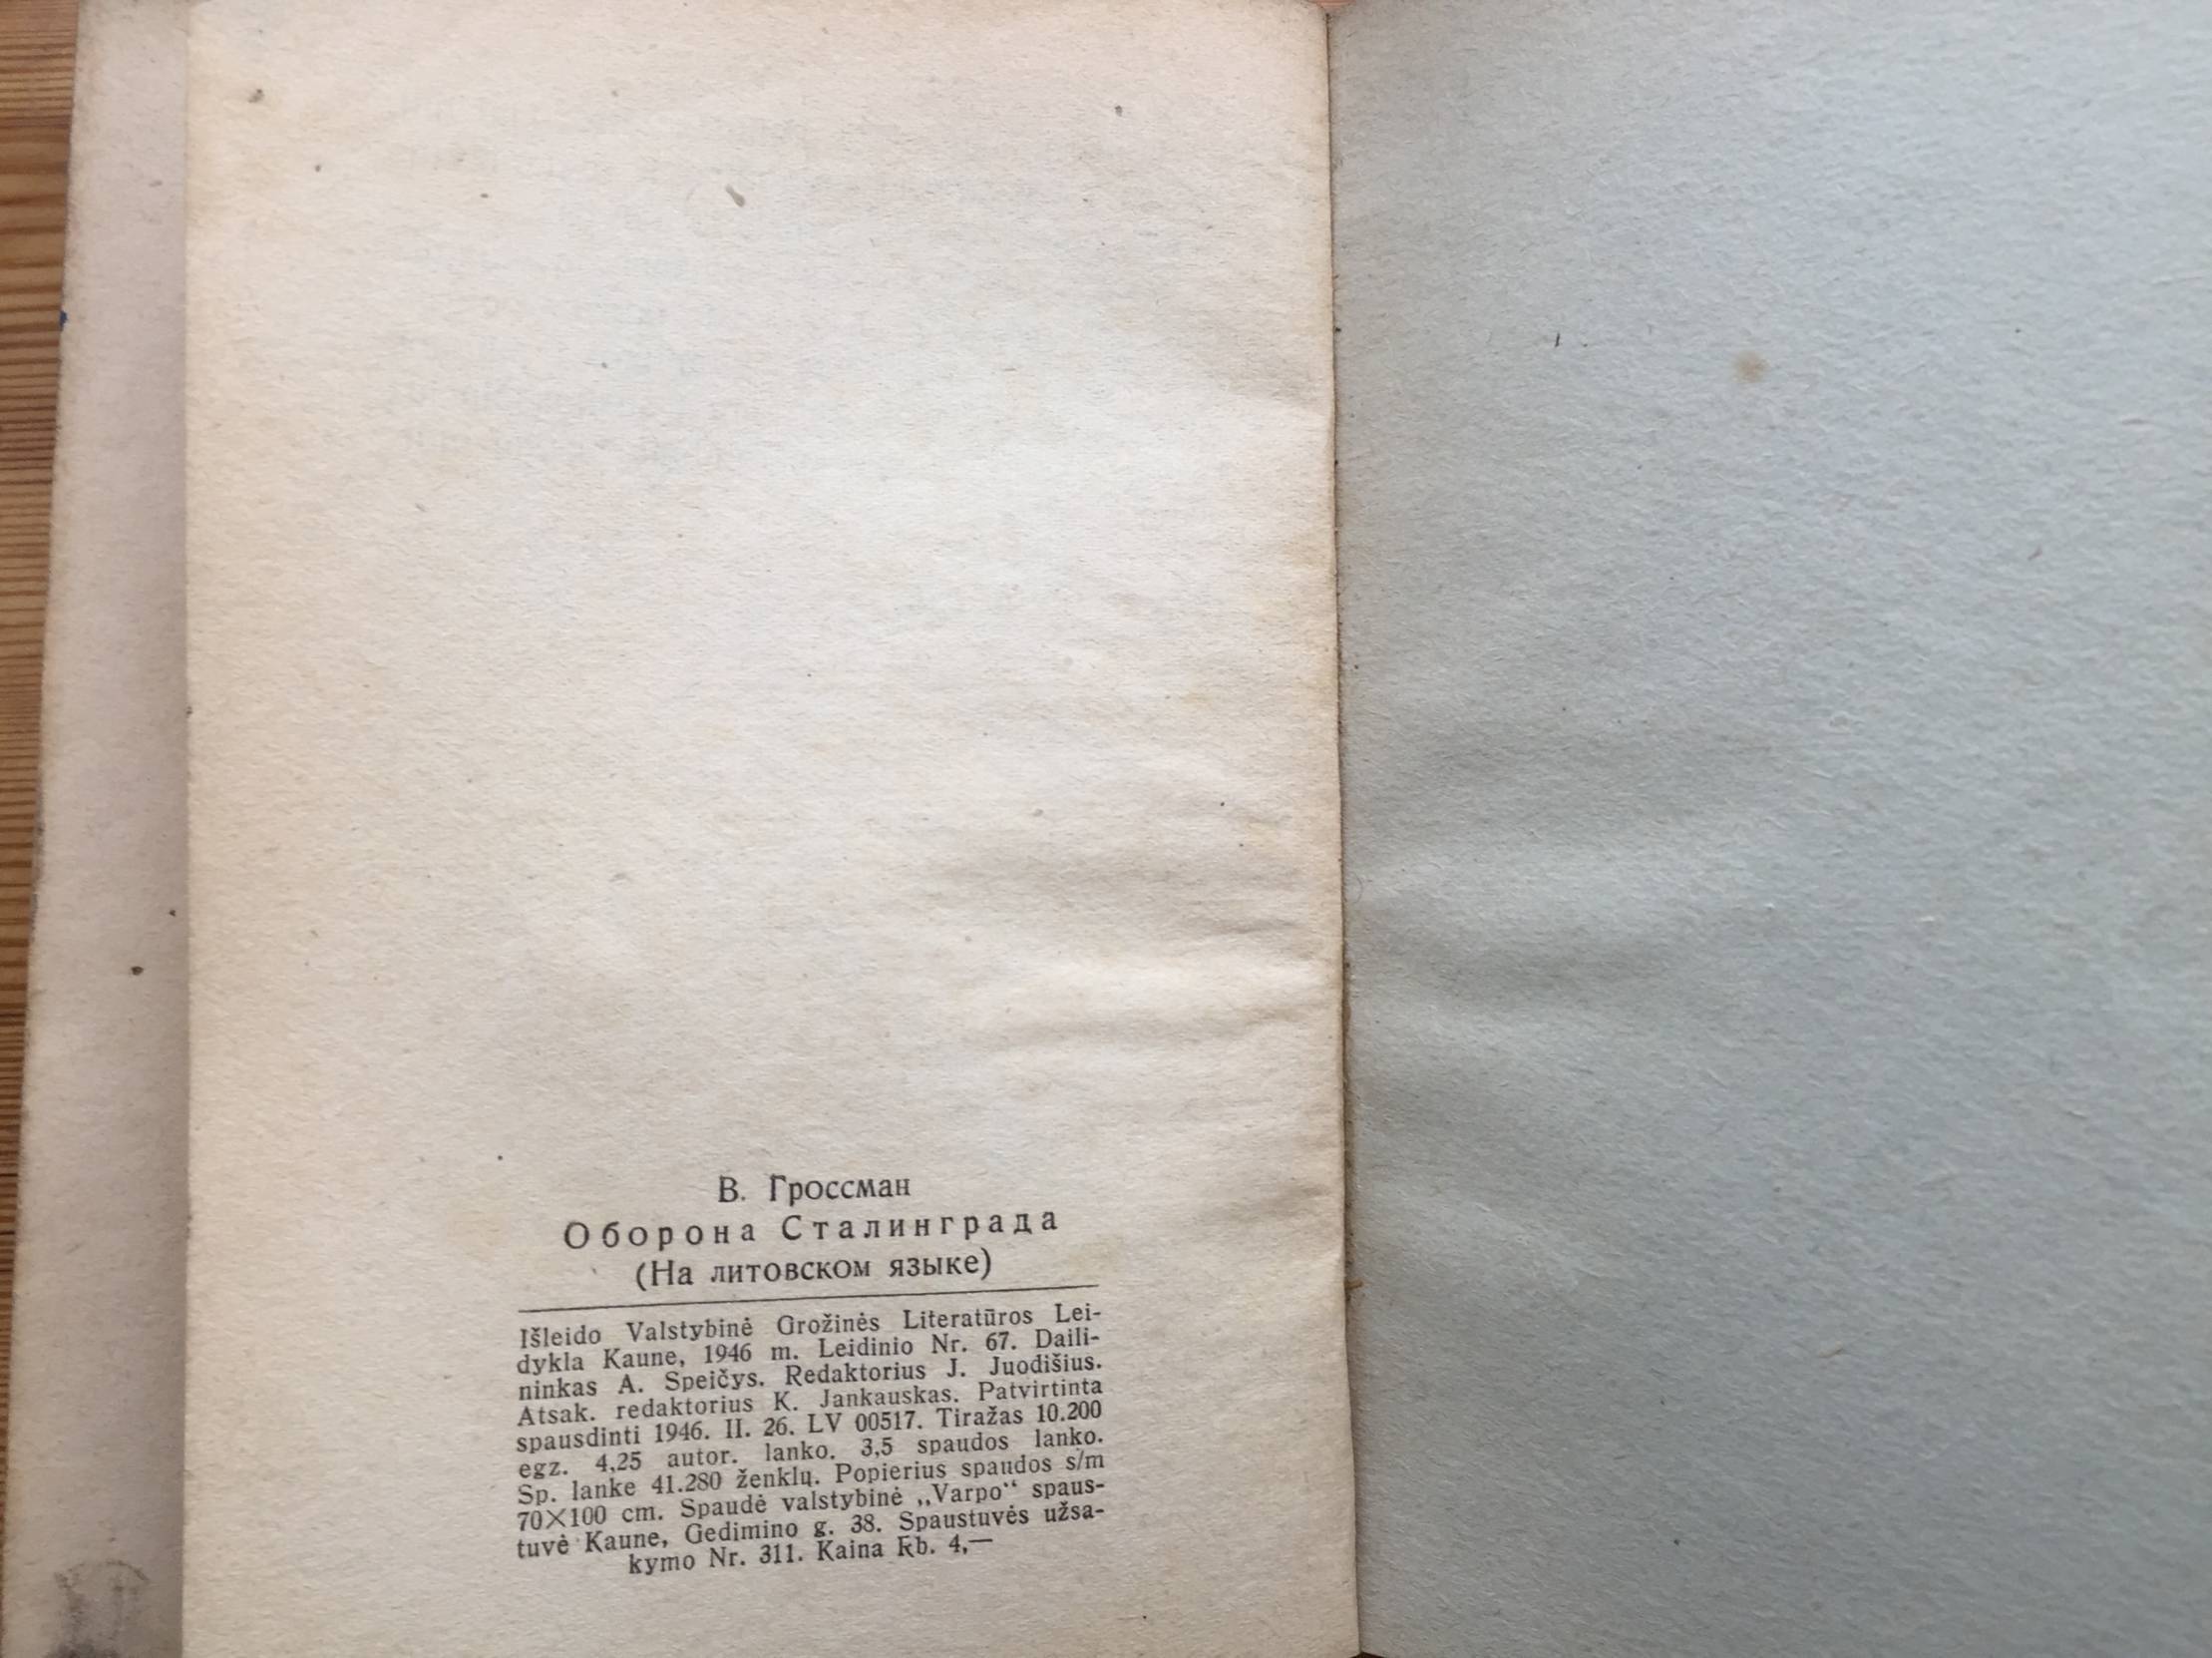 В. Гроссман
Оборона Сталинграда
(На литовском языке)
Išleido Valstybinė Grožinės Literatūros Lei-
dykla Kaune, 1946 m. Leidinio Nr. 67. Daili-
ninkas A. Speičys. Redaktorius J. Juodišius.
Atsak. redaktorius K. Jankauskas. Patvirtinta
spausdinti 1946. II. 26. LV 00517. Tiražas 10.200
egz. 4,25 autor. lanko. 3,5 spaudos lanko.
Sp. lanke 41.280 ženklų. Popierius spaudos s/m
70×100 cm. Spaudė valstybinė „Varpo“ spaus-
tuvė Kaune, Gedimino g. 38. Spaustuvės užsa-
kymo Nr. 311. Kaina Rb. 4,—